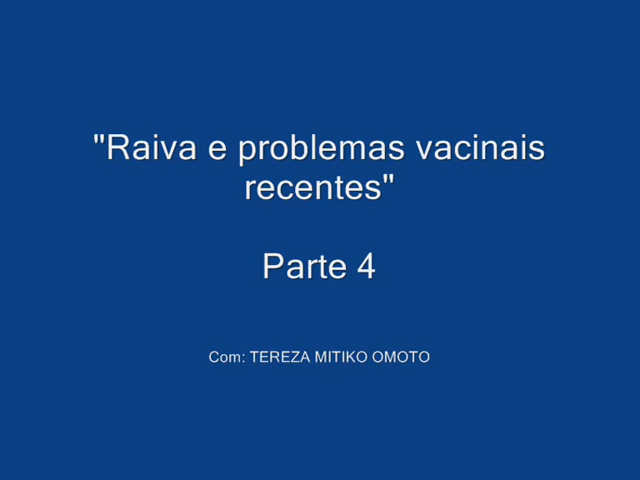 "Raiva e problemas vacinais
recentes"
Parte 4
Com: TEREZA MITIKO OMOTO